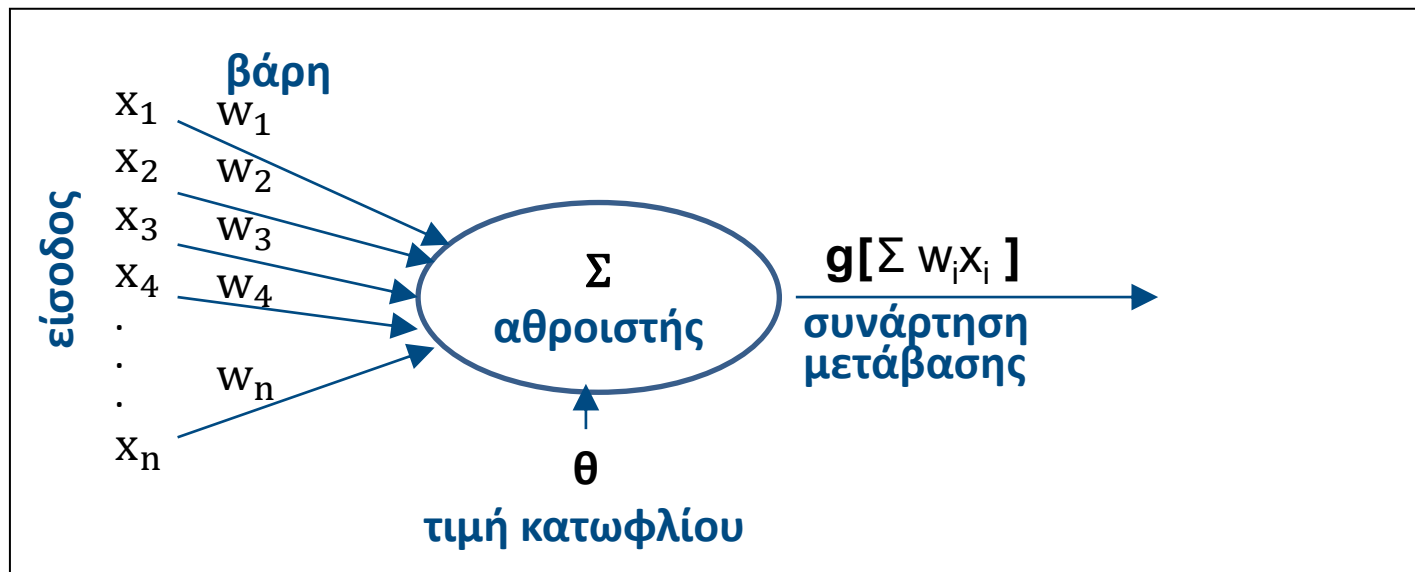 βάρη
x₁ w₁
x₂ w₂
x₃ w₃
x₄ w₄
.
.
.
wₙ
xₙ
είσοδος
Σ
αθροιστής
g[Σ wᵢxᵢ ]
συνάρτηση
μετάβασης
θ
τιμή κατωφλίου